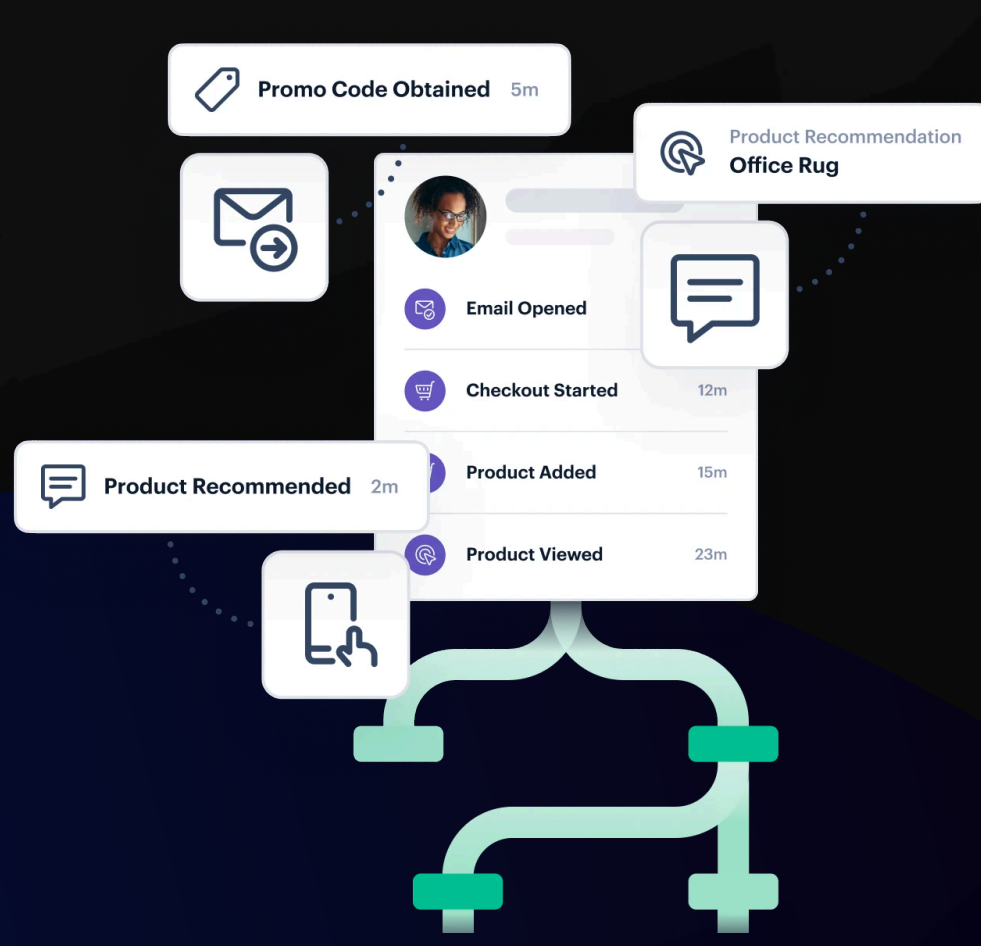 Promo Code Obtained 5m
Product Recommendation
Office Rug
Email Opened
Checkout Started 12m
Product Added 15m
Product Recommended 2m
Product Viewed 23m